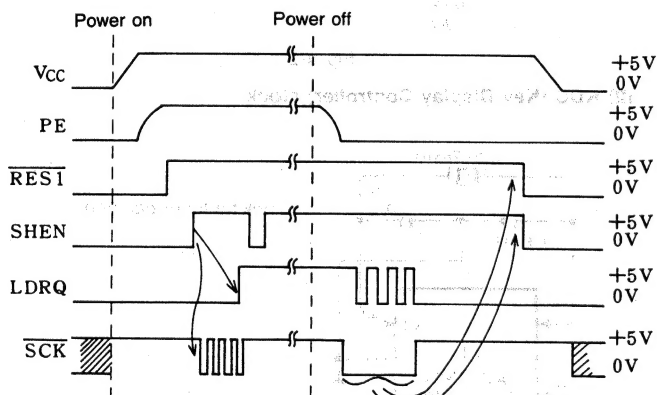 Power on Power off
VCC +5V
0V
PE +5V
0V
RES1 +5V
0V
SHEN +5V
0V
LDRQ +5V
0V
SCK +5V
0V